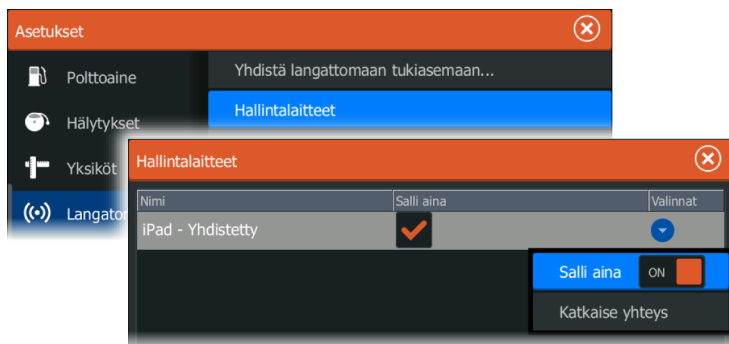 Asetukset
Polttoaine
Yhdistä langattomaan tukiasemaan...
Hälytykset
Hallintalaitteet
Yksiköt
Hallintalaitteet
Nimi Salli aina Valinnat
iPad - Yhdistetty
Salli aina ON
Katkaise yhteys